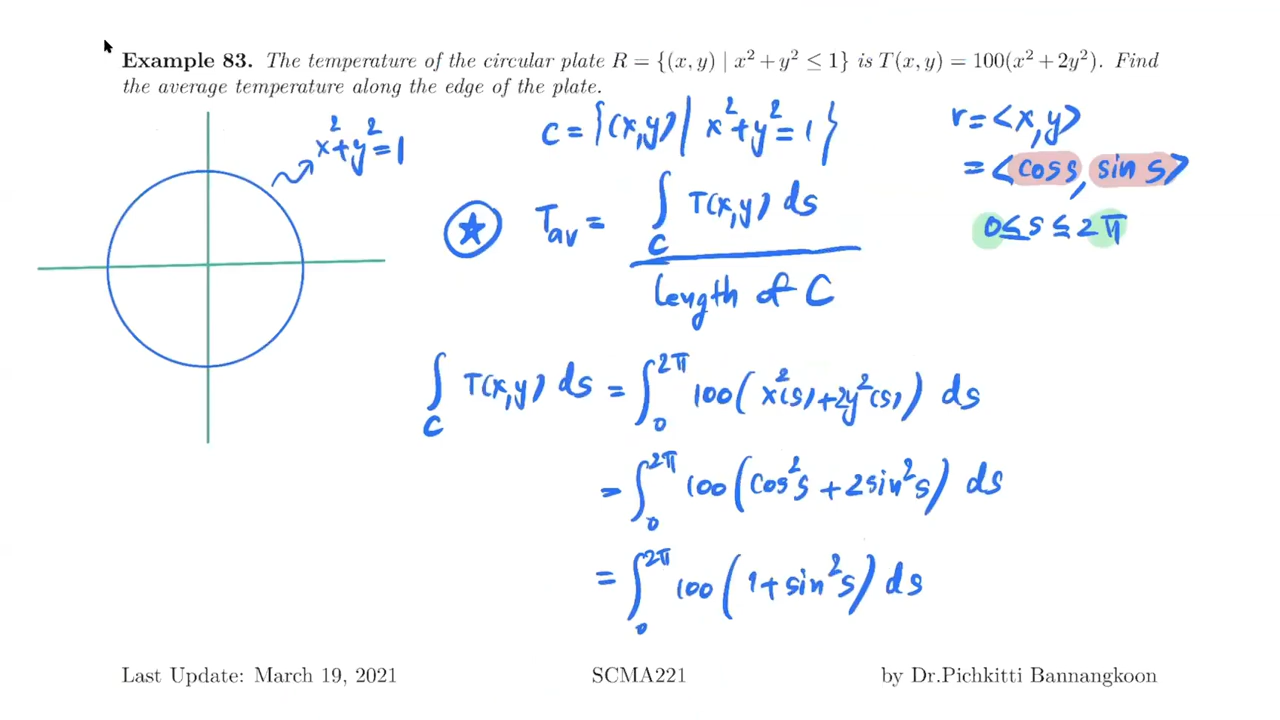 Example 83. The temperature of the circular plate R = {(x, y) | x² + y² ≤ 1} is T(x, y) = 100(x² + 2y²). Find
the average temperature along the edge of the plate.
x² + y² = 1
C = {(x,y) | x² + y² = 1}
r = <x,y>
= <cos s, sin s>
0 ≤ s ≤ 2π
★ T_av = ∫_C T(x,y) ds / length of C
∫_C T(x,y) ds = ∫_0^{2π} 100(x²(s) + 2y²(s)) ds
= ∫_0^{2π} 100(cos²s + 2sin²s) ds
= ∫_0^{2π} 100(1 + sin²s) ds
Last Update: March 19, 2021 SCMA221 by Dr.Pichkitti Bannangkoon